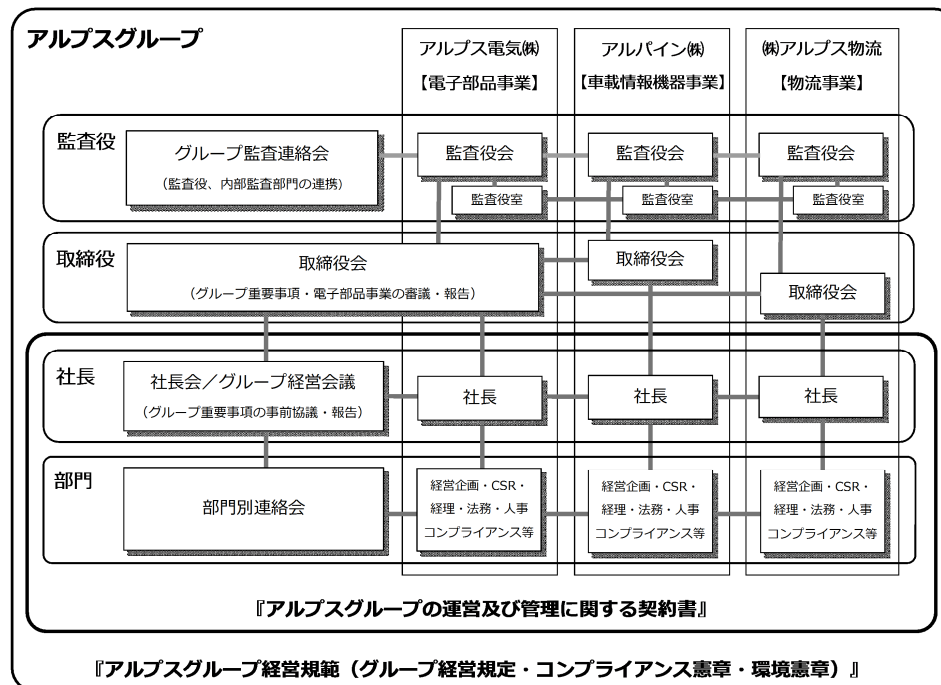 アルプスグループ
アルプス電気㈱
【電子部品事業】
アルパイン㈱
【車載情報機器事業】
㈱アルプス物流
【物流事業】
監査役
グループ監査連絡会
（監査役、内部監査部門の連携）
監査役会
監査役会
監査役会
監査役室
監査役室
監査役室
取締役
取締役会
（グループ重要事項・電子部品事業の審議・報告）
取締役会
取締役会
社長
社長会／グループ経営会議
（グループ重要事項の事前協議・報告）
社長
社長
社長
部門
部門別連絡会
経営企画・CSR・
経理・法務・人事
コンプライアンス等
経営企画・CSR・
経理・法務・人事
コンプライアンス等
経営企画・CSR・
経理・法務・人事
コンプライアンス等
『アルプスグループの運営及び管理に関する契約書』
『アルプスグループ経営規範（グループ経営規定・コンプライアンス憲章・環境憲章）』